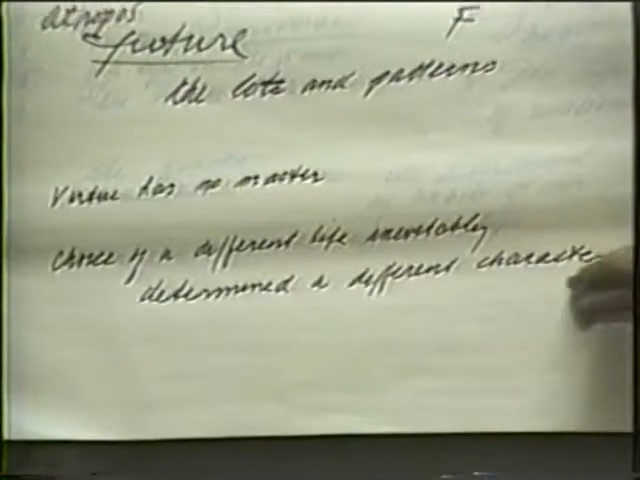 atropos
future F
the lots and patterns
Virtue has no master
Choice of a different life inevitably
determined a different character